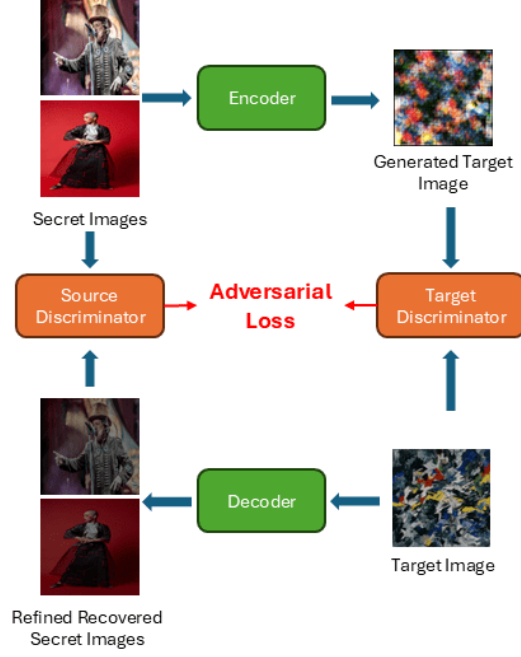 Encoder
Generated Target
Image
Secret Images
Source
Discriminator
Adversarial
Loss
Target
Discriminator
Decoder
Target Image
Refined Recovered
Secret Images